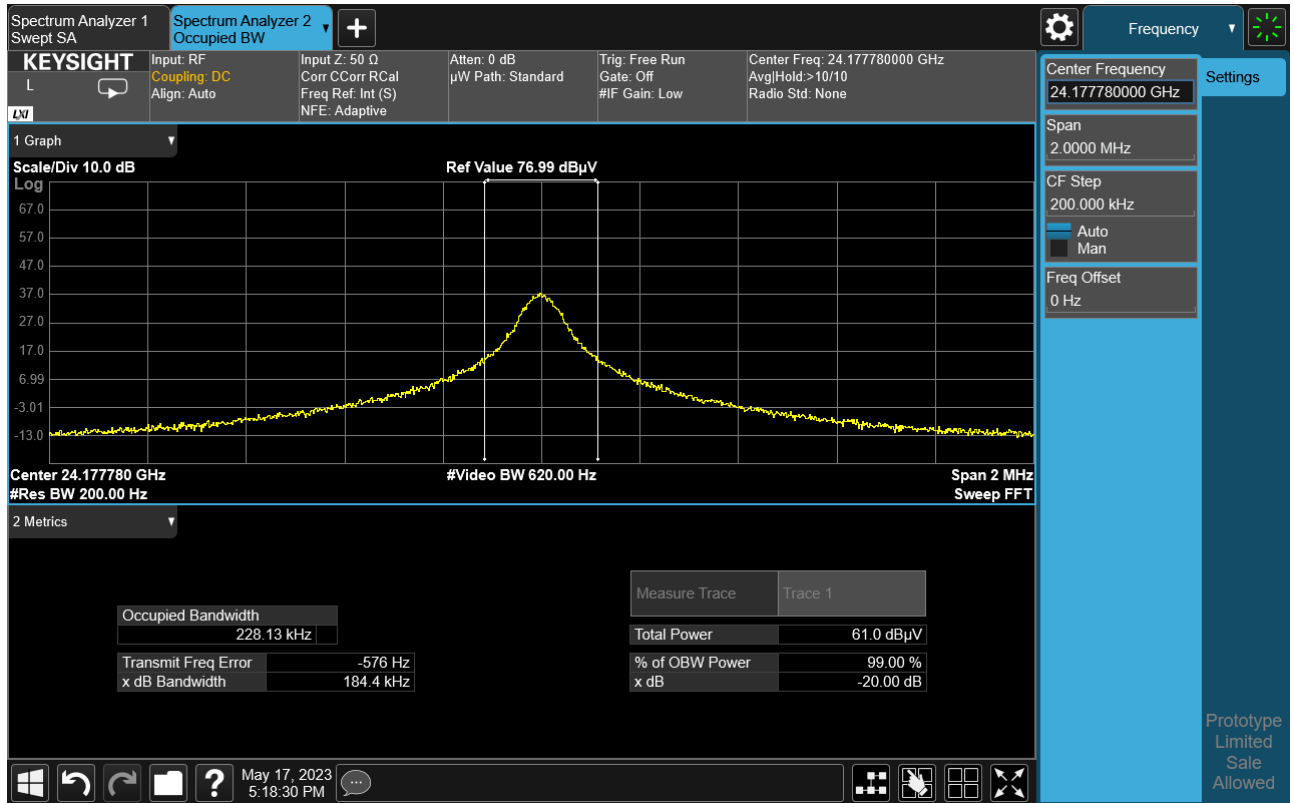 Spectrum Analyzer 1
Swept SA
Spectrum Analyzer 2
Occupied BW
Frequency
KEYSIGHT
L
LXI
Input: RF
Coupling: DC
Align: Auto
Input Z: 50 Ω
Corr CCorr RCal
Freq Ref: Int (S)
NFE: Adaptive
Atten: 0 dB
µW Path: Standard
Trig: Free Run
Gate: Off
#IF Gain: Low
Center Freq: 24.177780000 GHz
Avg|Hold:>10/10
Radio Std: None
Center Frequency
24.177780000 GHz
Settings
Span
2.0000 MHz
CF Step
200.000 kHz
Auto
Man
Freq Offset
0 Hz
1 Graph
Scale/Div 10.0 dB
Ref Value 76.99 dBµV
Log
67.0
57.0
47.0
37.0
27.0
17.0
6.99
-3.01
-13.0
Center 24.177780 GHz
#Video BW 620.00 Hz
Span 2 MHz
#Res BW 200.00 Hz
Sweep FFT
2 Metrics
Measure Trace
Trace 1
Occupied Bandwidth
228.13 kHz
Total Power 61.0 dBµV
Transmit Freq Error -576 Hz
% of OBW Power 99.00 %
x dB Bandwidth 184.4 kHz
x dB -20.00 dB
Prototype
Limited
Sale
Allowed
?
May 17, 2023
5:18:30 PM